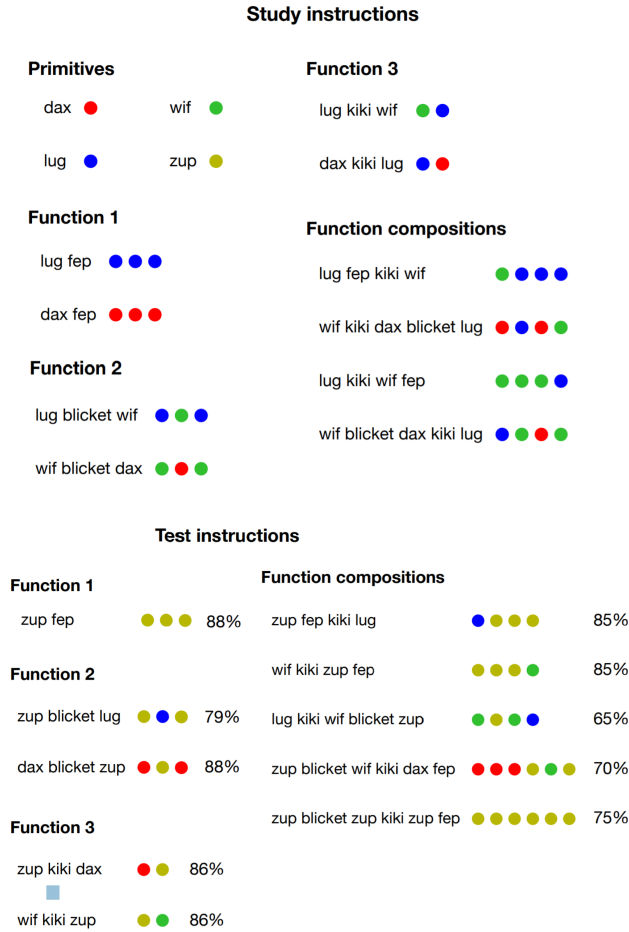 Study instructions
Primitives
dax
wif
lug
zup
Function 1
lug fep
dax fep
Function 2
lug blicket wif
wif blicket dax
Function 3
lug kiki wif
dax kiki lug
Function compositions
lug fep kiki wif
wif kiki dax blicket lug
lug kiki wif fep
wif blicket dax kiki lug
Test instructions
Function 1
zup fep 88%
Function 2
zup blicket lug 79%
dax blicket zup 88%
Function 3
zup kiki dax 86%
wif kiki zup 86%
Function compositions
zup fep kiki lug 85%
wif kiki zup fep 85%
lug kiki wif blicket zup 65%
zup blicket wif kiki dax fep 70%
zup blicket zup kiki zup fep 75%